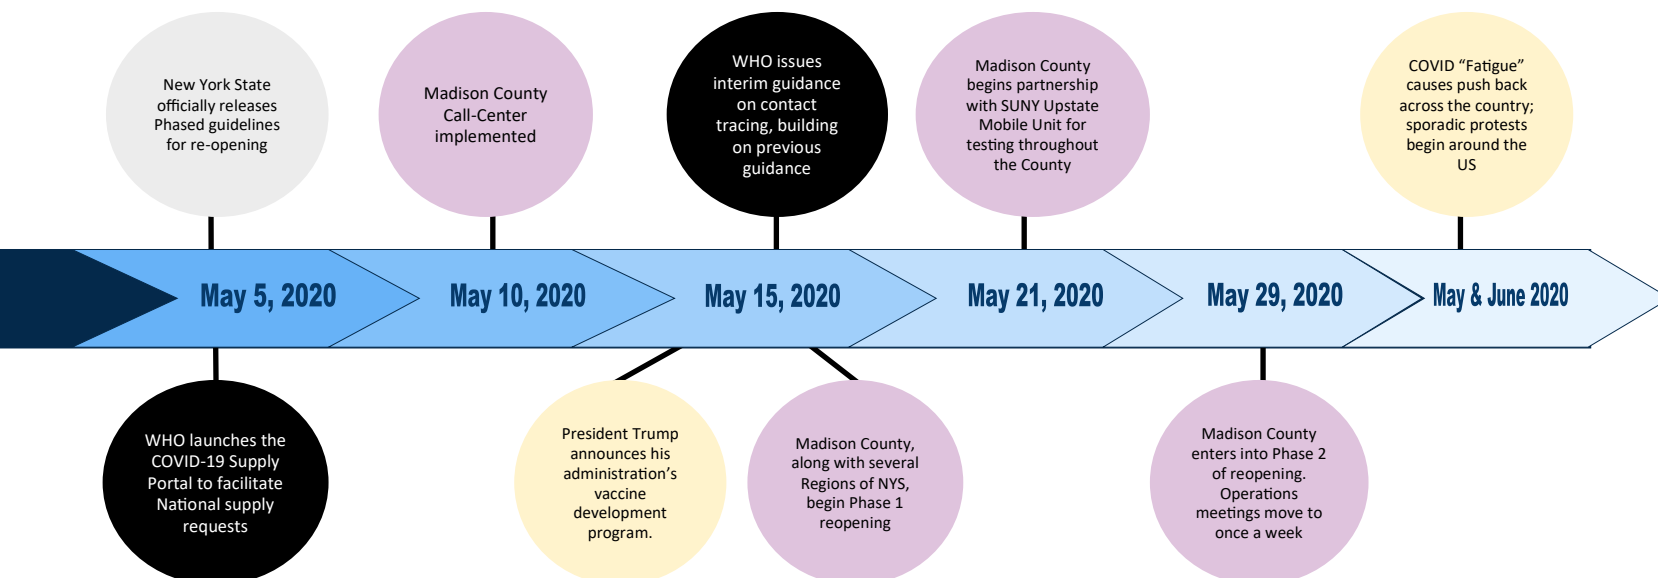 New York State
officially releases
Phased guidelines
for re-opening
Madison County
Call-Center
implemented
WHO issues
interim guidance
on contact
tracing, building
on previous
guidance
Madison County
begins partnership
with SUNY Upstate
Mobile Unit for
testing throughout
the County
COVID “Fatigue”
causes push back
across the country;
sporadic protests
begin around the
US
May 5, 2020
May 10, 2020
May 15, 2020
May 21, 2020
May 29, 2020
May & June 2020
WHO launches the
COVID-19 Supply
Portal to facilitate
National supply
requests
President Trump
announces his
administration’s
vaccine
development
program.
Madison County,
along with several
Regions of NYS,
begin Phase 1
reopening
Madison County
enters into Phase 2
of reopening.
Operations
meetings move to
once a week